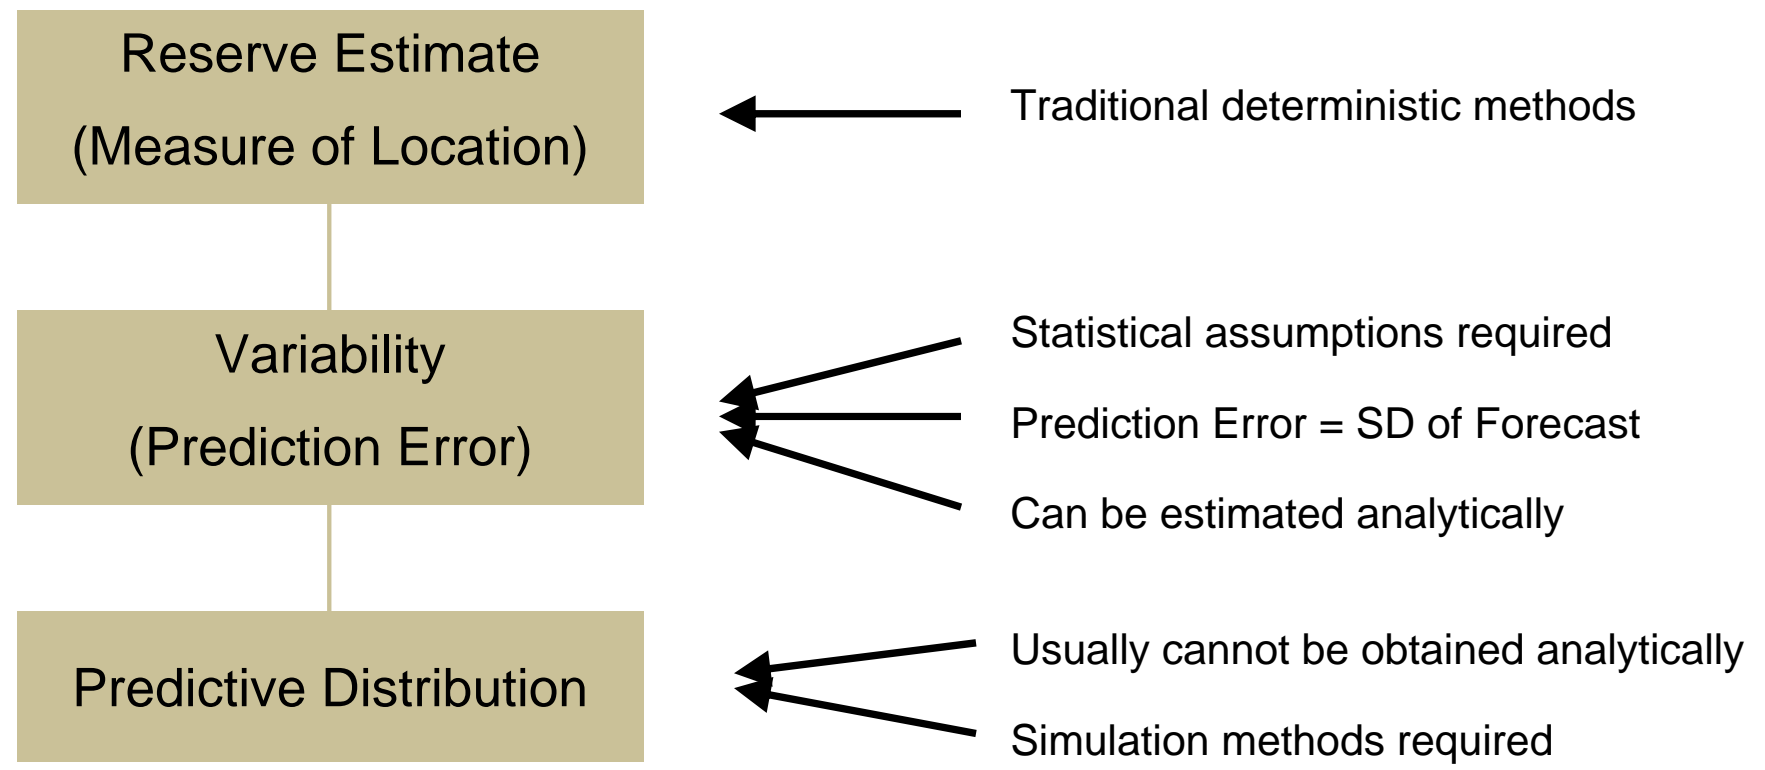 Reserve Estimate
(Measure of Location)
Traditional deterministic methods
Variability
(Prediction Error)
Statistical assumptions required
Prediction Error = SD of Forecast
Can be estimated analytically
Predictive Distribution
Usually cannot be obtained analytically
Simulation methods required